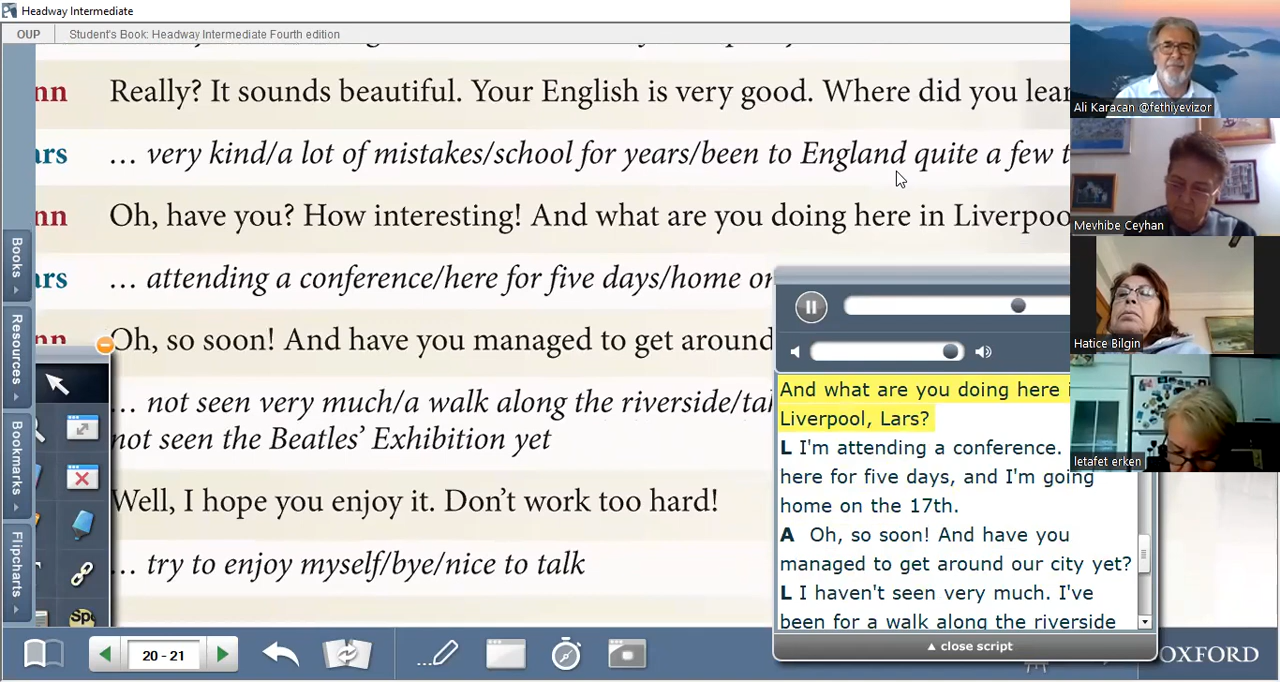 Headway Intermediate
OUP Student's Book: Headway Intermediate Fourth edition
nn Really? It sounds beautiful. Your English is very good. Where did you lear
ars … very kind/a lot of mistakes/school for years/been to England quite a few t
nn Oh, have you? How interesting! And what are you doing here in Liverpoo
ars … attending a conference/here for five days/home on
nn Oh, so soon! And have you managed to get around
… not seen very much/a walk along the riverside/tak
not seen the Beatles' Exhibition yet
Well, I hope you enjoy it. Don't work too hard!
… try to enjoy myself/bye/nice to talk
Books
Resources
Bookmarks
Flipcharts
Spo
20 - 21
And what are you doing here i
Liverpool, Lars?
L I'm attending a conference.
here for five days, and I'm going
home on the 17th.
A Oh, so soon! And have you
managed to get around our city yet?
L I haven't seen very much. I've
been for a walk along the riverside
close script
OXFORD
Ali Karacan @fethiyevizor
Mevhibe Ceyhan
Hatice Bilgin
letafet erken